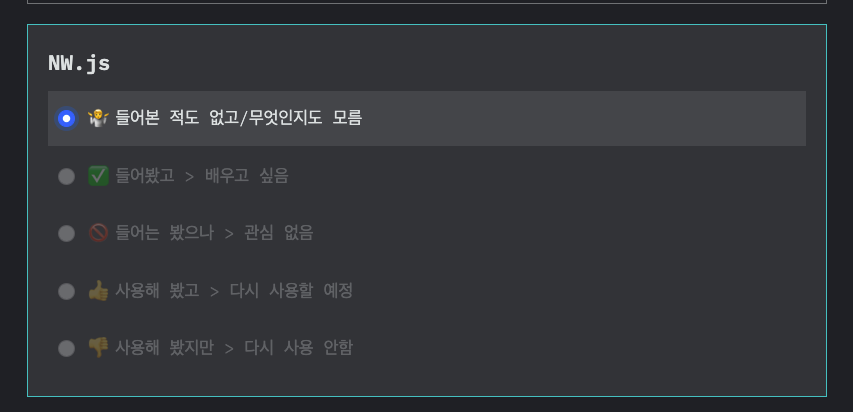 NW.js
🤷 들어본 적도 없고/무엇인지도 모름
✅ 들어봤고 > 배우고 싶음
🚫 들어는 봤으나 > 관심 없음
👍 사용해 봤고 > 다시 사용할 예정
👎 사용해 봤지만 > 다시 사용 안함